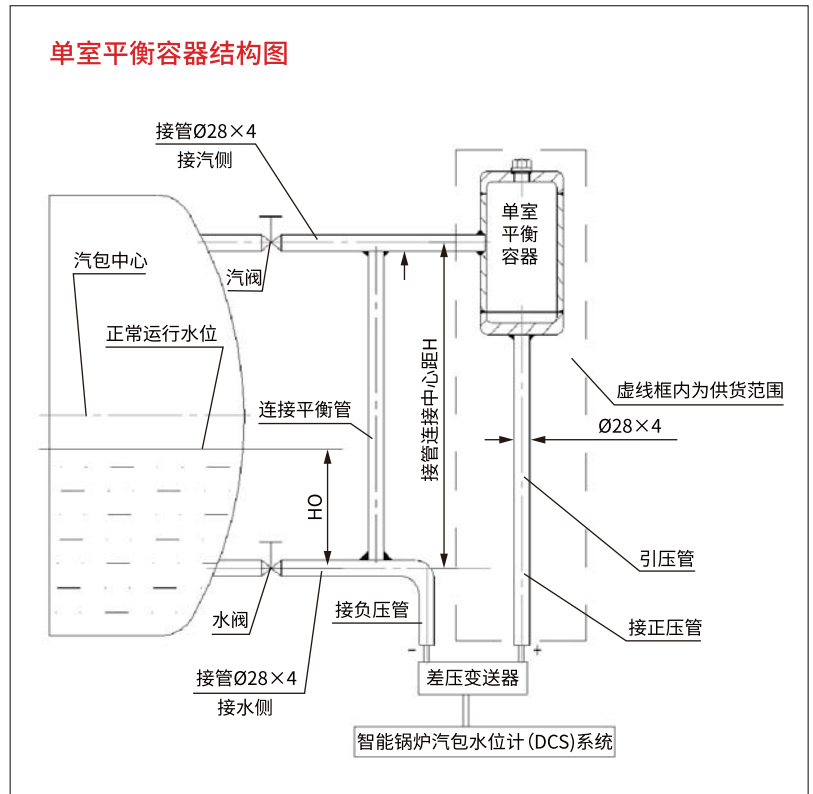 单室平衡容器结构图
接管Ø28×4
接汽侧
单室
平衡
容器
汽包中心
汽阀
正常运行水位
接管连接中心距H
虚线框内为供货范围
连接平衡管
Ø28×4
HO
引压管
水阀
接负压管
接正压管
- +
接管Ø28×4
接水侧
差压变送器
智能锅炉汽包水位计(DCS)系统